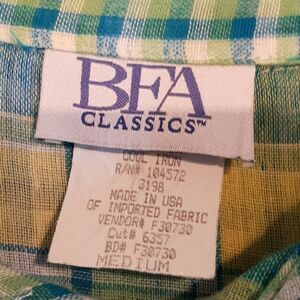 BFA
CLASSICS™
COOL IRON
R/N# 104572
3198
MADE IN USA
OF IMPORTED FABRIC
VENDOR# F30730
Cut# 6357
BD# F30730
MEDIUM